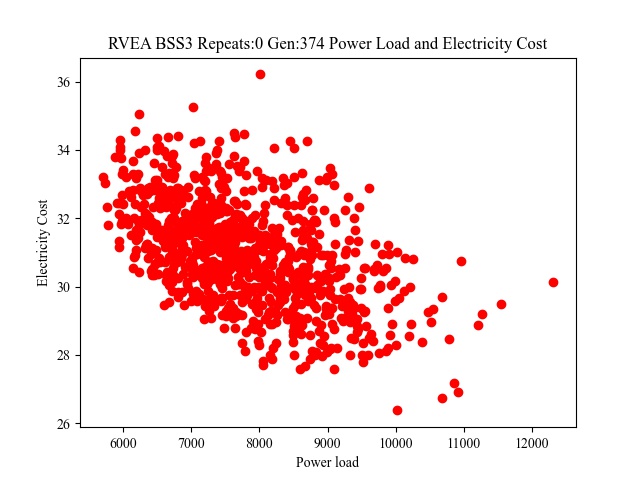 RVEA BSS3 Repeats:0 Gen:374 Power Load and Electricity Cost
36
34
32
30
28
26
Electricity Cost
6000 7000 8000 9000 10000 11000 12000
Power load